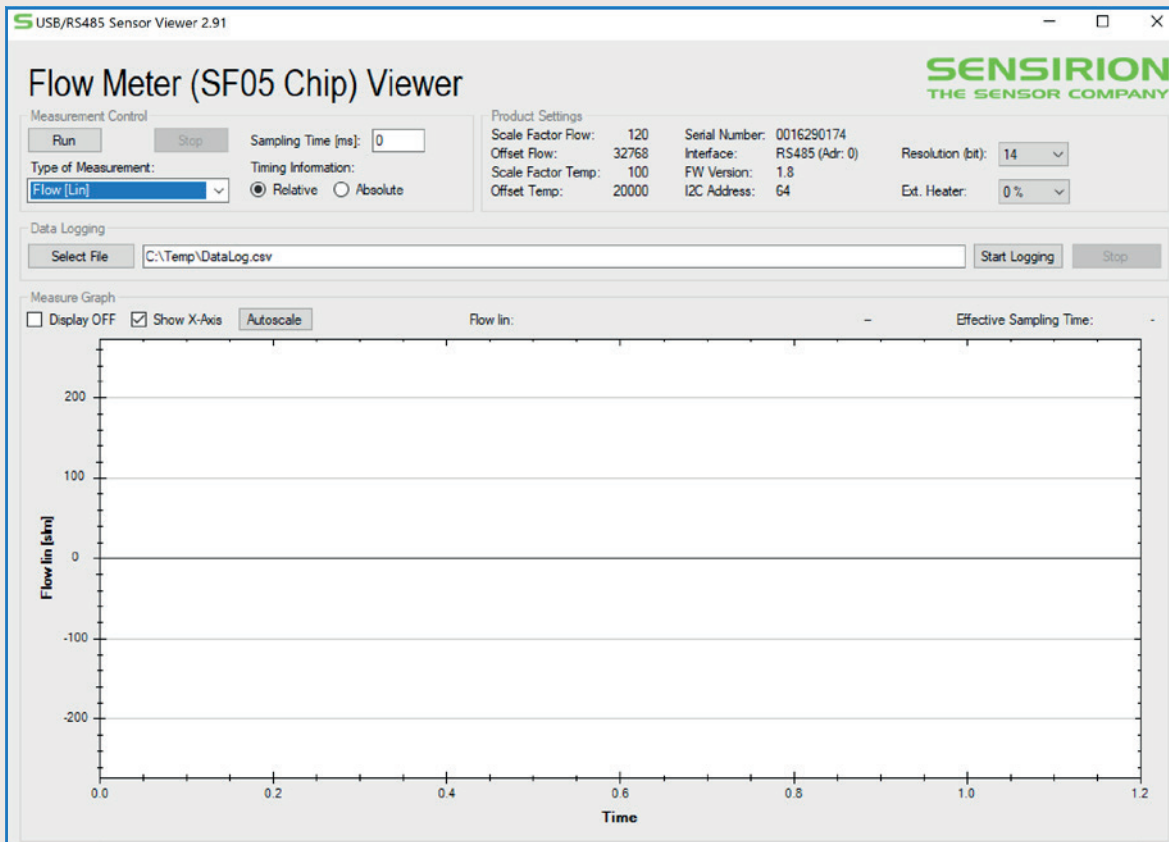 USB/RS485 Sensor Viewer 2.91
Flow Meter (SF05 Chip) Viewer
SENSIRION
THE SENSOR COMPANY
Measurement Control
Run Stop Sampling Time [ms]: 0
Type of Measurement: Timing Information:
Flow [Lin] Relative Absolute
Product Settings
Scale Factor Flow: 120 Serial Number: 0016290174
Offset Flow: 32768 Interface: RS485 (Adr: 0) Resolution (bit): 14
Scale Factor Temp: 100 FW Version: 1.8
Offset Temp: 20000 I2C Address: 64 Ext. Heater: 0 %
Data Logging
Select File C:\Temp\DataLog.csv Start Logging Stop
Measure Graph
Display OFF Show X-Axis Autoscale Flow lin: – Effective Sampling Time: -
200
100
0
-100
-200
Flow lin [slm]
0.0 0.2 0.4 0.6 0.8 1.0 1.2
Time